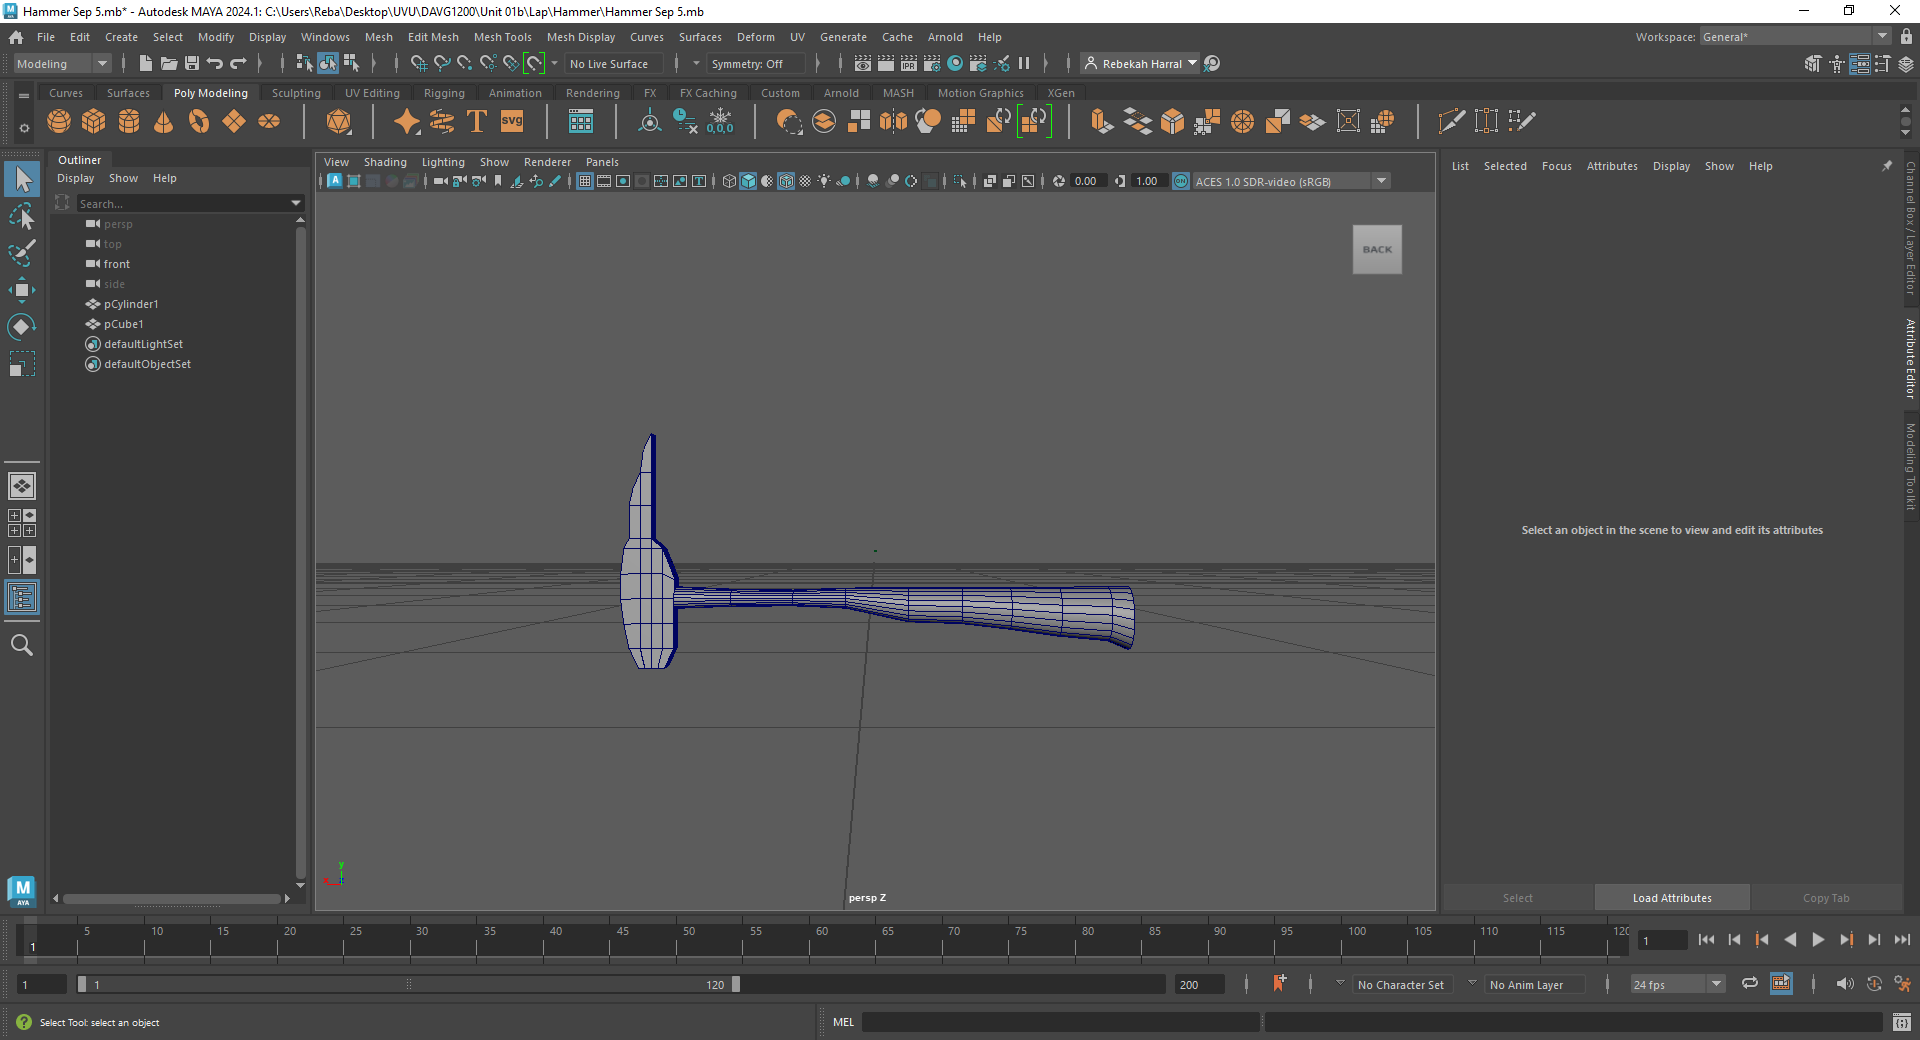 Hammer Sep 5.mb* - Autodesk MAYA 2024.1: C:\Users\Reba\Desktop\UVU\DAVG1200\Unit 01b\Lap\Hammer\Hammer Sep 5.mb
File Edit Create Select Modify Display Windows Mesh Edit Mesh Mesh Tools Mesh Display Curves Surfaces Deform UV Generate Cache Arnold Help Workspace: General*
Modeling No Live Surface Symmetry: Off IPR Rebekah Harral
Curves Surfaces Poly Modeling Sculpting UV Editing Rigging Animation Rendering FX FX Caching Custom Arnold MASH Motion Graphics XGen
T SVG 0,0,0
Outliner
Display Show Help
Search...
persp
top
front
side
pCylinder1
pCube1
defaultLightSet
defaultObjectSet
View Shading Lighting Show Renderer Panels
0.00 1.00 ON ACES 1.0 SDR-video (sRGB)
BACK
y
x z
persp Z
List Selected Focus Attributes Display Show Help
Select an object in the scene to view and edit its attributes
Select Load Attributes Copy Tab
Channel Box / Layer Editor
Attribute Editor
Modeling Toolkit
M
AYA
5 10 15 20 25 30 35 40 45 50 55 60 65 70 75 80 85 90 95 100 105 110 115 120
1 1
1 1 120 200 No Character Set No Anim Layer 24 fps
Select Tool: select an object MEL